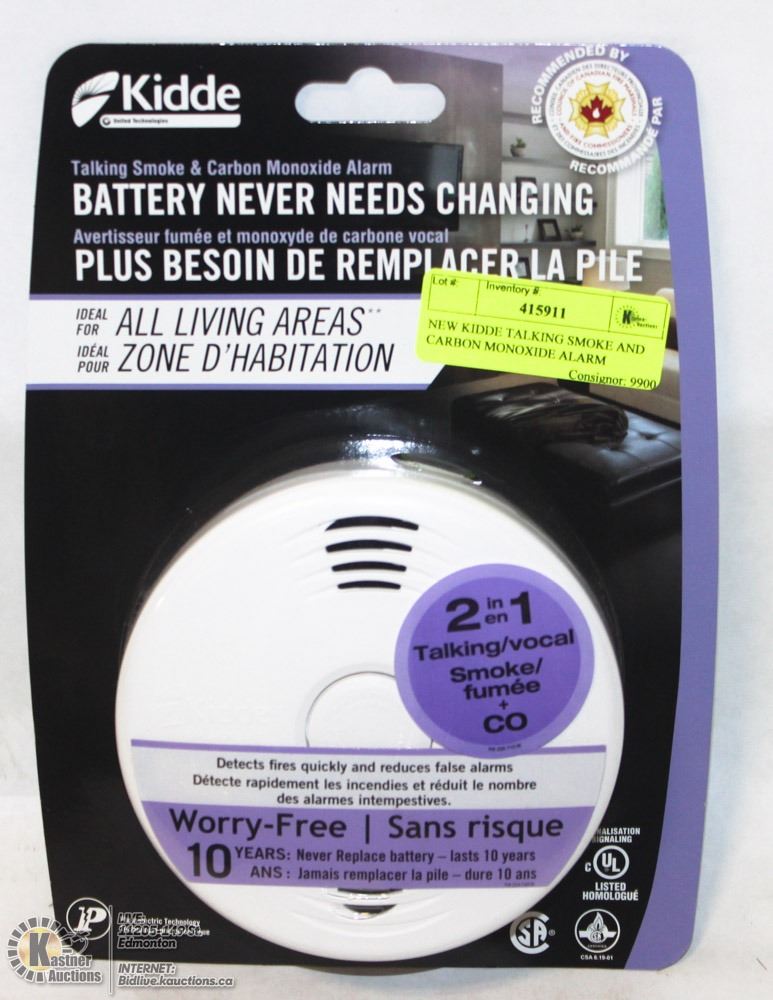 Kidde
United Technologies
RECOMMENDED BY
RECOMMANDÉ PAR
Talking Smoke & Carbon Monoxide Alarm
BATTERY NEVER NEEDS CHANGING
Avertisseur fumée et monoxyde de carbone vocal
PLUS BESOIN DE REMPLACER LA PILE
Lot #: Inventory #:
415911
NEW KIDDE TALKING SMOKE AND
CARBON MONOXIDE ALARM
Consignor: 9900
IDEAL FOR ALL LIVING AREAS**
IDÉAL POUR ZONE D'HABITATION
2 in en 1
Talking/vocal
Smoke/
fumée
+
CO
Detects fires quickly and reduces false alarms
Détecte rapidement les incendies et réduit le nombre
des alarmes intempestives.
Worry-Free | Sans risque
10 YEARS: Never Replace battery – lasts 10 years
ANS : Jamais remplacer la pile – dure 10 ans
ALISATION
IGNALING
C UL
LISTED
HOMOLOGUÉ
CSA 6.19-01
Kastner
Auctions
LIVE:
Edmonton
INTERNET:
Bidlive.kauctions.ca